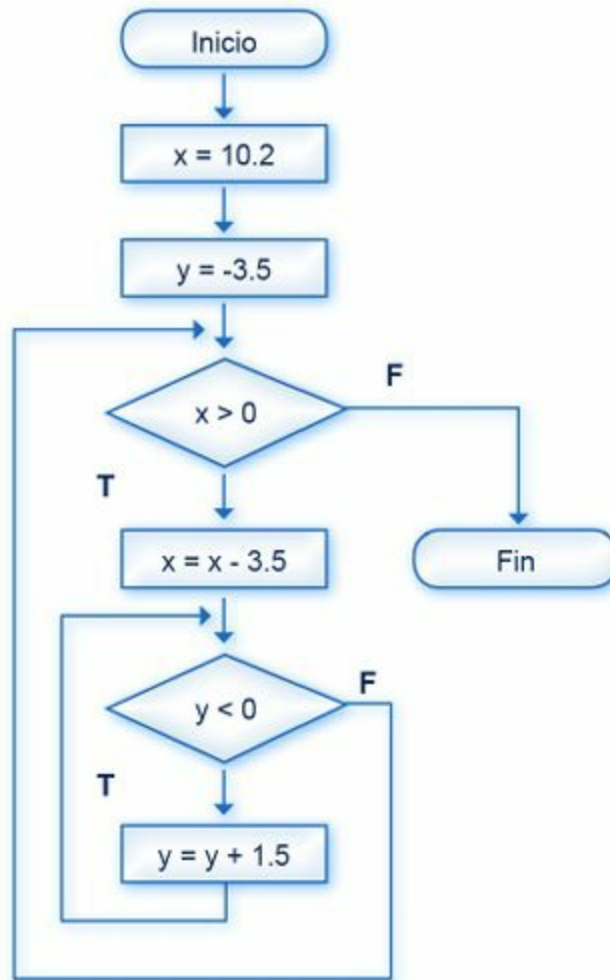 Inicio
x = 10.2
y = -3.5
x > 0
F
T
x = x - 3.5
Fin
y < 0
F
T
y = y + 1.5